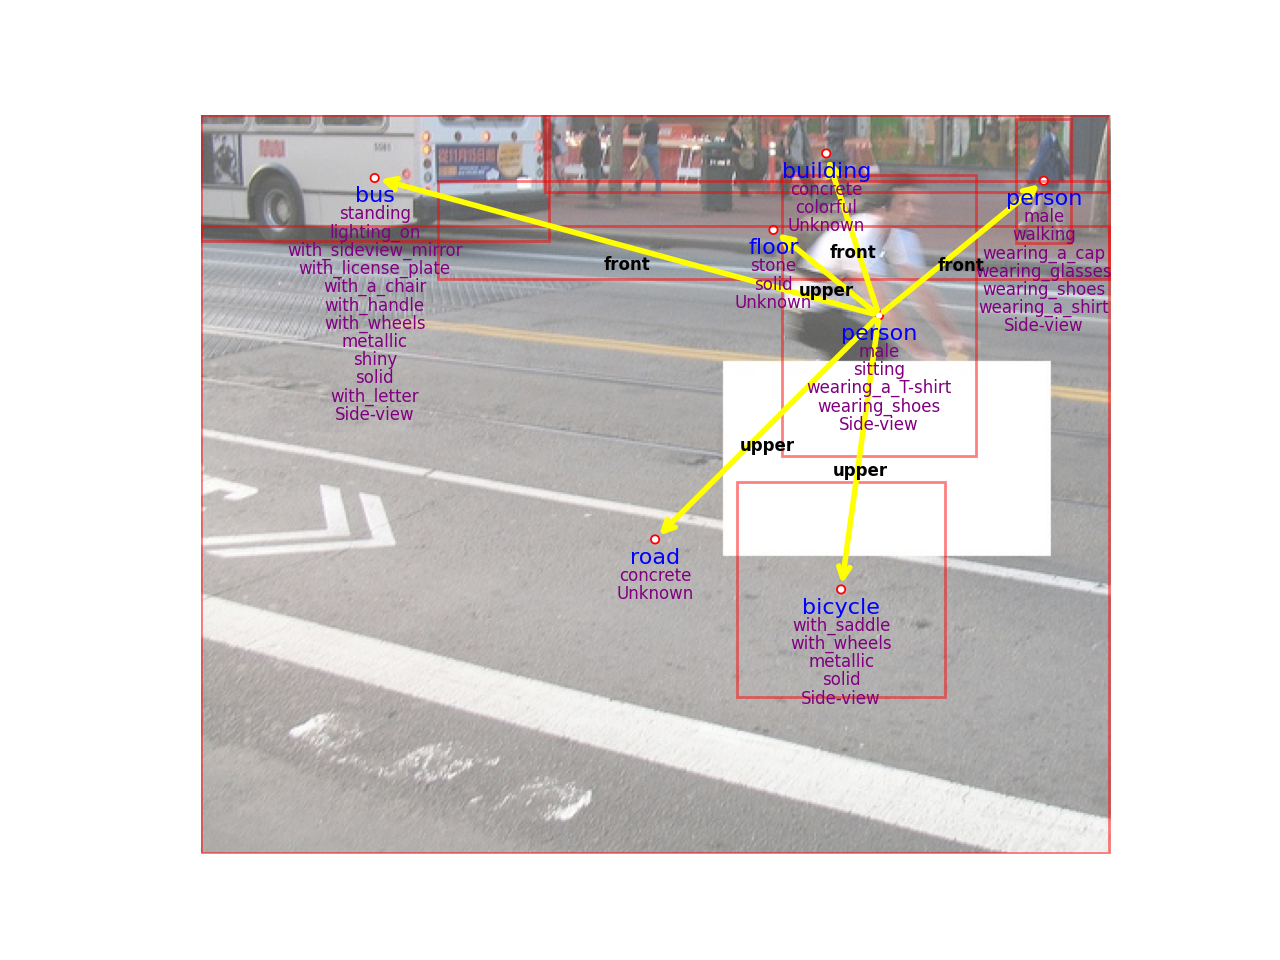 5081
building
concrete
colorful
Unknown
bus
standing
lighting_on
with_sideview_mirror
with_license_plate
with_a_chair
with_handle
with_wheels
metallic
shiny
solid
with_letter
Side-view
person
male
walking
wearing_a_cap
wearing_glasses
wearing_shoes
wearing_a_shirt
Side-view
floor
stone
solid
Unknown
front
front
front
upper
person
male
sitting
wearing_a_T-shirt
wearing_shoes
Side-view
upper
upper
road
concrete
Unknown
bicycle
with_saddle
with_wheels
metallic
solid
Side-view